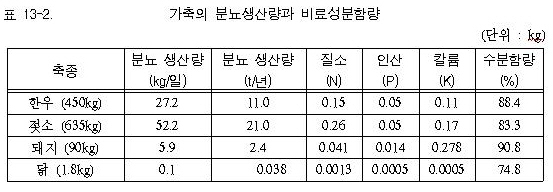 표 13-2. 가축의 분뇨생산량과 비료성분함량
(단위 : kg)
축종 분뇨 생산량 (kg/일) 분뇨 생산량 (t/년) 질소 (N) 인산 (P) 칼륨 (K) 수분함량 (%)
한우 (450kg) 27.2 11.0 0.15 0.05 0.11 88.4
젖소 (635kg) 52.2 21.0 0.26 0.05 0.17 83.3
돼지 (90kg) 5.9 2.4 0.041 0.014 0.278 90.8
닭 (1.8kg) 0.1 0.038 0.0013 0.0005 0.0005 74.8